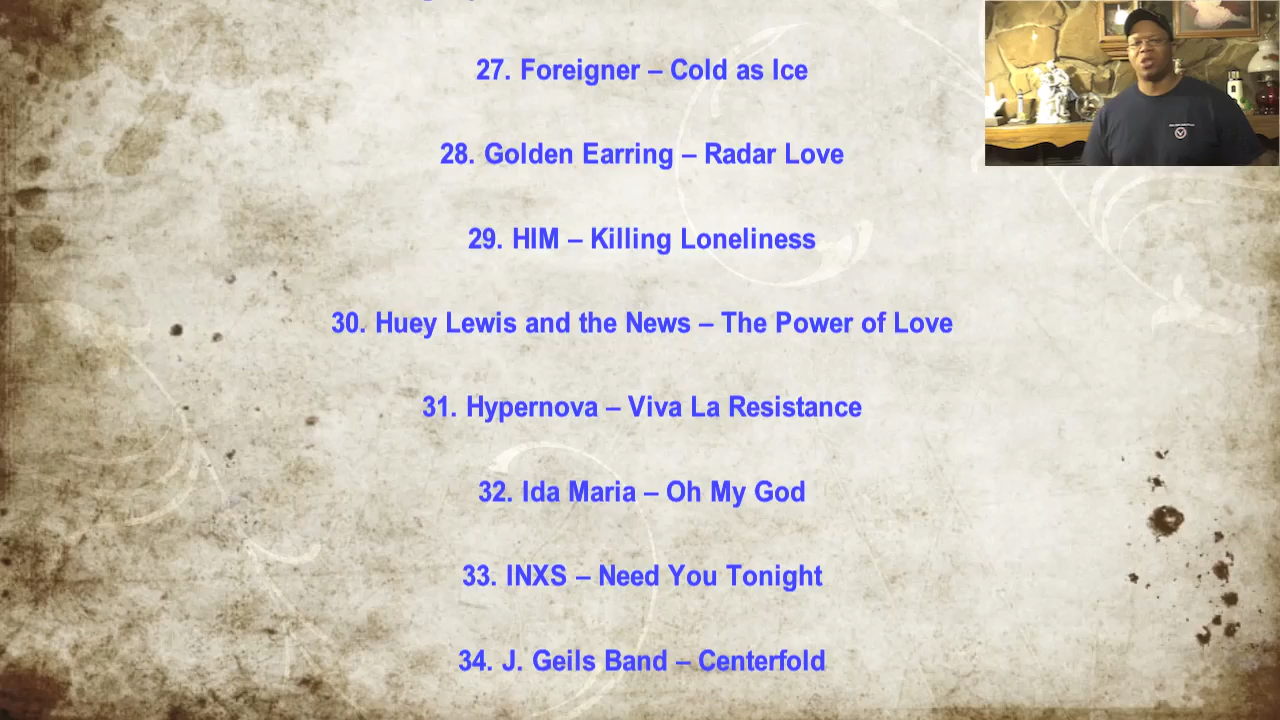 27. Foreigner – Cold as Ice
28. Golden Earring – Radar Love
29. HIM – Killing Loneliness
30. Huey Lewis and the News – The Power of Love
31. Hypernova – Viva La Resistance
32. Ida Maria – Oh My God
33. INXS – Need You Tonight
34. J. Geils Band – Centerfold